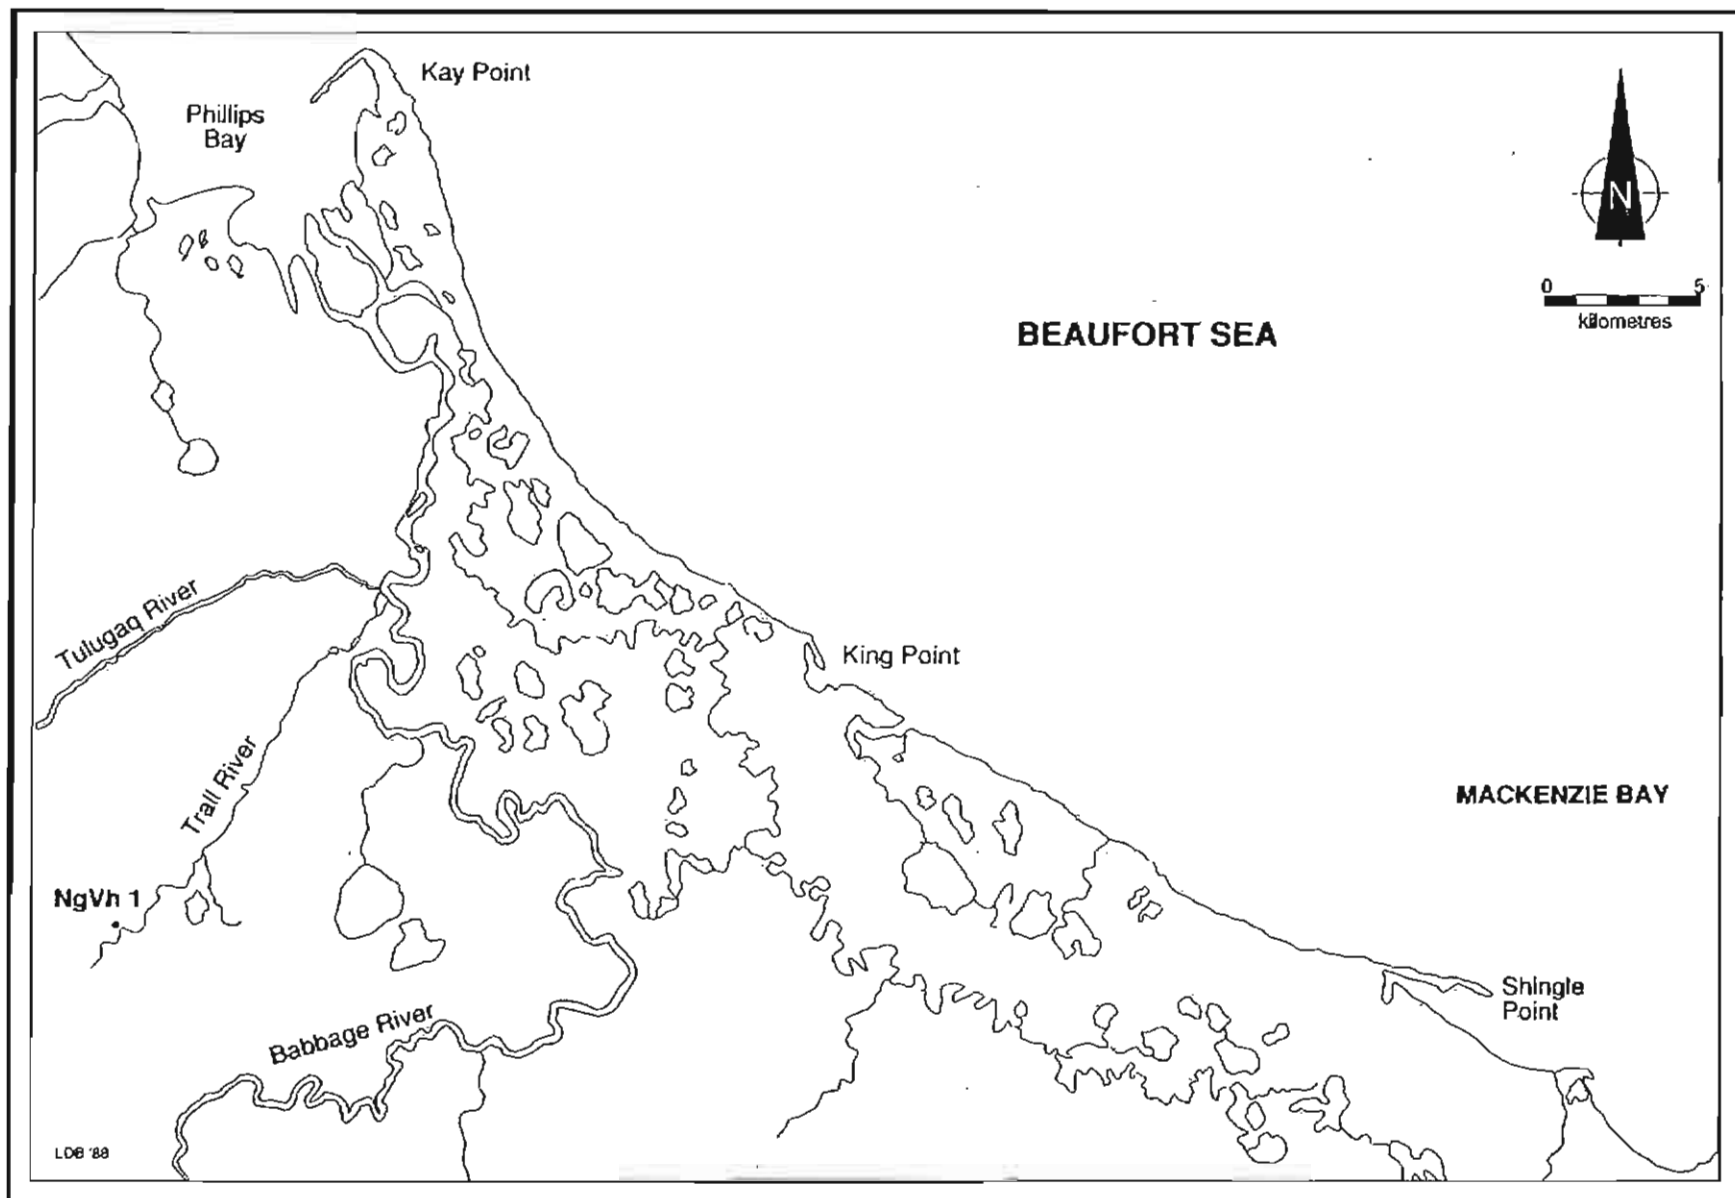 Kay Point
Phillips
Bay
N
0 5
kilometres
BEAUFORT SEA
Tulugaq River
King Point
Trail River
MACKENZIE BAY
NgVh 1
Shingle
Point
Babbage River
LDB '88